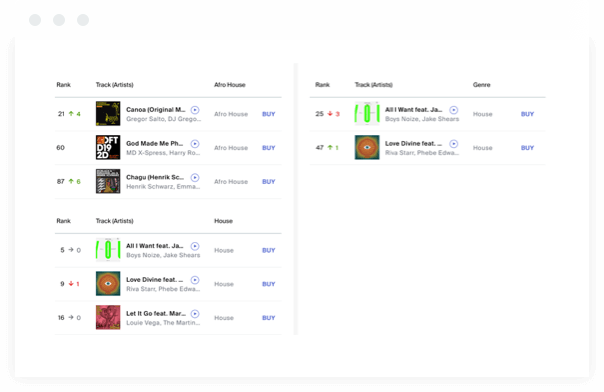 Rank Track (Artists) Afro House
21 ↑ 4 Canoa (Original M... Afro House BUY
Gregor Salto, DJ Grego...
60 God Made Me Ph... Afro House BUY
MD X-Spress, Harry Ro...
87 ↑ 6 Chagu (Henrik Sc... Afro House BUY
Henrik Schwarz, Emma...
Rank Track (Artists) House
5 → 0 All I Want feat. Ja... House BUY
Boys Noize, Jake Shears
9 ↓ 1 Love Divine feat. ... House BUY
Riva Starr, Phebe Edwa...
16 → 0 Let It Go feat. Mar... House BUY
Louie Vega, The Martin...
Rank Track (Artists) Genre
25 ↓ 3 All I Want feat. Ja... House BUY
Boys Noize, Jake Shears
47 ↑ 1 Love Divine feat. ... House BUY
Riva Starr, Phebe Edwa...